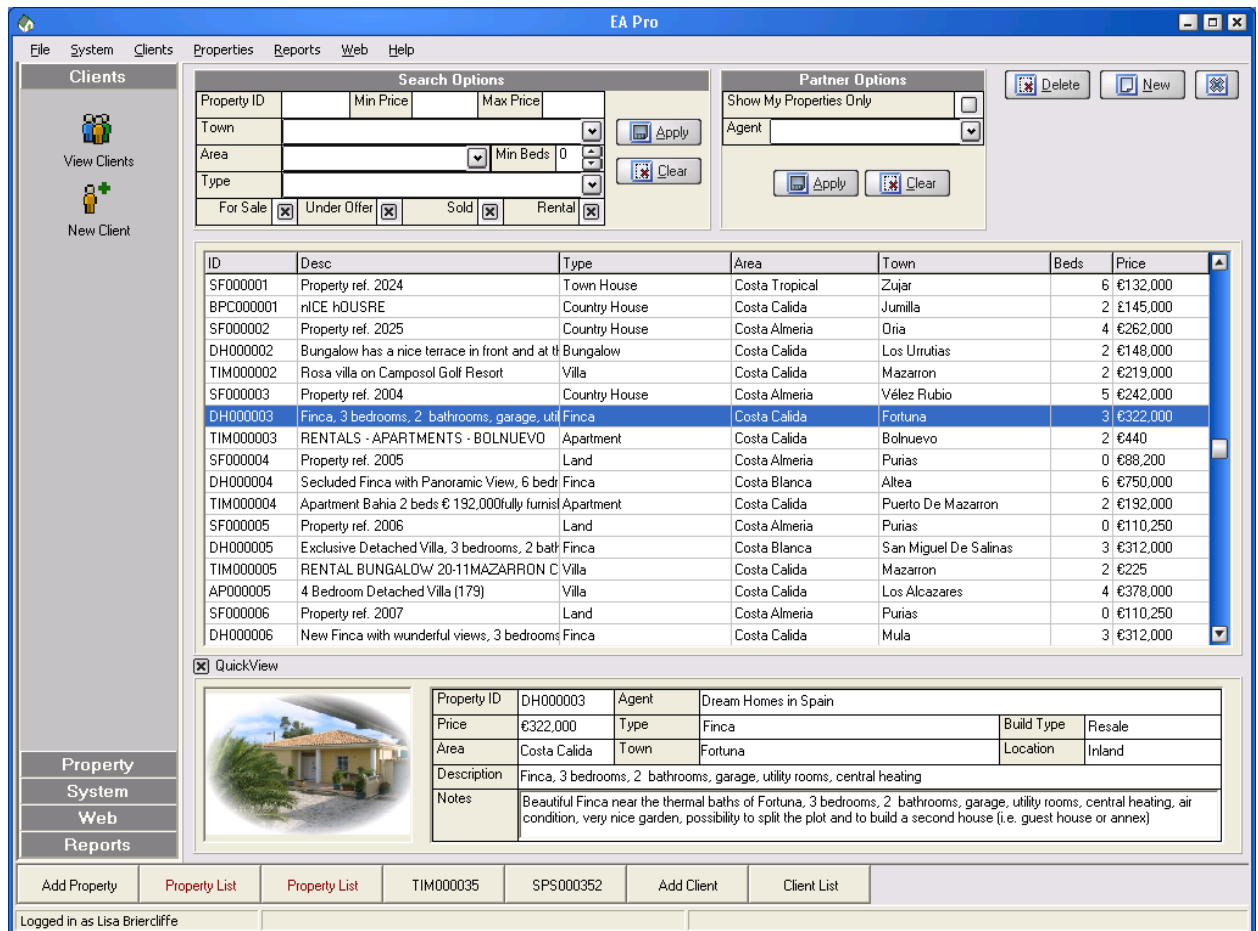 EA Pro
File System Clients Properties Reports Web Help
Clients
View Clients
New Client
Property
System
Web
Reports
Search Options
Property ID Min Price Max Price
Town
Area Min Beds 0
Type
For Sale Under Offer Sold Rental
Apply
Clear
Partner Options
Show My Properties Only
Agent
Apply Clear
Delete New
ID Desc Type Area Town Beds Price
SF000001 Property ref. 2024 Town House Costa Tropical Zujar 6 €132,000
BPC000001 nICE hOUSRE Country House Costa Calida Jumilla 2 £145,000
SF000002 Property ref. 2025 Country House Costa Almeria Oria 4 €262,000
DH000002 Bungalow has a nice terrace in front and at th Bungalow Costa Calida Los Urrutias 2 €148,000
TIM000002 Rosa villa on Camposol Golf Resort Villa Costa Calida Mazarron 2 €219,000
SF000003 Property ref. 2004 Country House Costa Almeria Vélez Rubio 5 €242,000
DH000003 Finca, 3 bedrooms, 2 bathrooms, garage, util Finca Costa Calida Fortuna 3 €322,000
TIM000003 RENTALS - APARTMENTS - BOLNUEVO Apartment Costa Calida Bolnuevo 2 €440
SF000004 Property ref. 2005 Land Costa Almeria Purias 0 €88,200
DH000004 Secluded Finca with Panoramic View, 6 bedr Finca Costa Blanca Altea 6 €750,000
TIM000004 Apartment Bahia 2 beds € 192,000fully furnisl Apartment Costa Calida Puerto De Mazarron 2 €192,000
SF000005 Property ref. 2006 Land Costa Almeria Purias 0 €110,250
DH000005 Exclusive Detached Villa, 3 bedrooms, 2 bath Finca Costa Blanca San Miguel De Salinas 3 €312,000
TIM000005 RENTAL BUNGALOW 20-11MAZARRON C Villa Costa Calida Mazarron 2 €225
AP000005 4 Bedroom Detached Villa (179) Villa Costa Calida Los Alcazares 4 €378,000
SF000006 Property ref. 2007 Land Costa Almeria Purias 0 €110,250
DH000006 New Finca with wunderful views, 3 bedrooms Finca Costa Calida Mula 3 €312,000
QuickView
Property ID DH000003 Agent Dream Homes in Spain
Price €322,000 Type Finca Build Type Resale
Area Costa Calida Town Fortuna Location Inland
Description Finca, 3 bedrooms, 2 bathrooms, garage, utility rooms, central heating
Notes Beautiful Finca near the thermal baths of Fortuna, 3 bedrooms, 2 bathrooms, garage, utility rooms, central heating, air
condition, very nice garden, possibility to split the plot and to build a second house (i.e. guest house or annex)
Add Property Property List Property List TIM000035 SPS000352 Add Client Client List
Logged in as Lisa Briercliffe